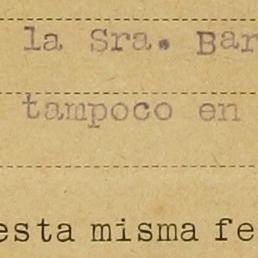 la Sra. Bar
tampoco en
esta misma fe